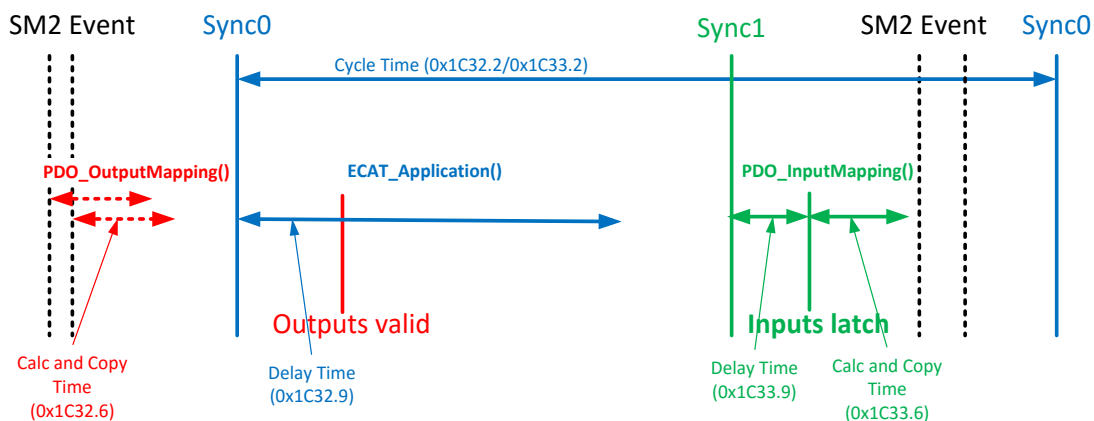 SM2 Event
Sync0
Sync1
SM2 Event
Sync0
Cycle Time (0x1C32.2/0x1C33.2)
PDO_OutputMapping()
ECAT_Application()
PDO_InputMapping()
Outputs valid
Inputs latch
Calc and Copy
Time
(0x1C32.6)
Delay Time
(0x1C32.9)
Delay Time
(0x1C33.9)
Calc and Copy
Time
(0x1C33.6)